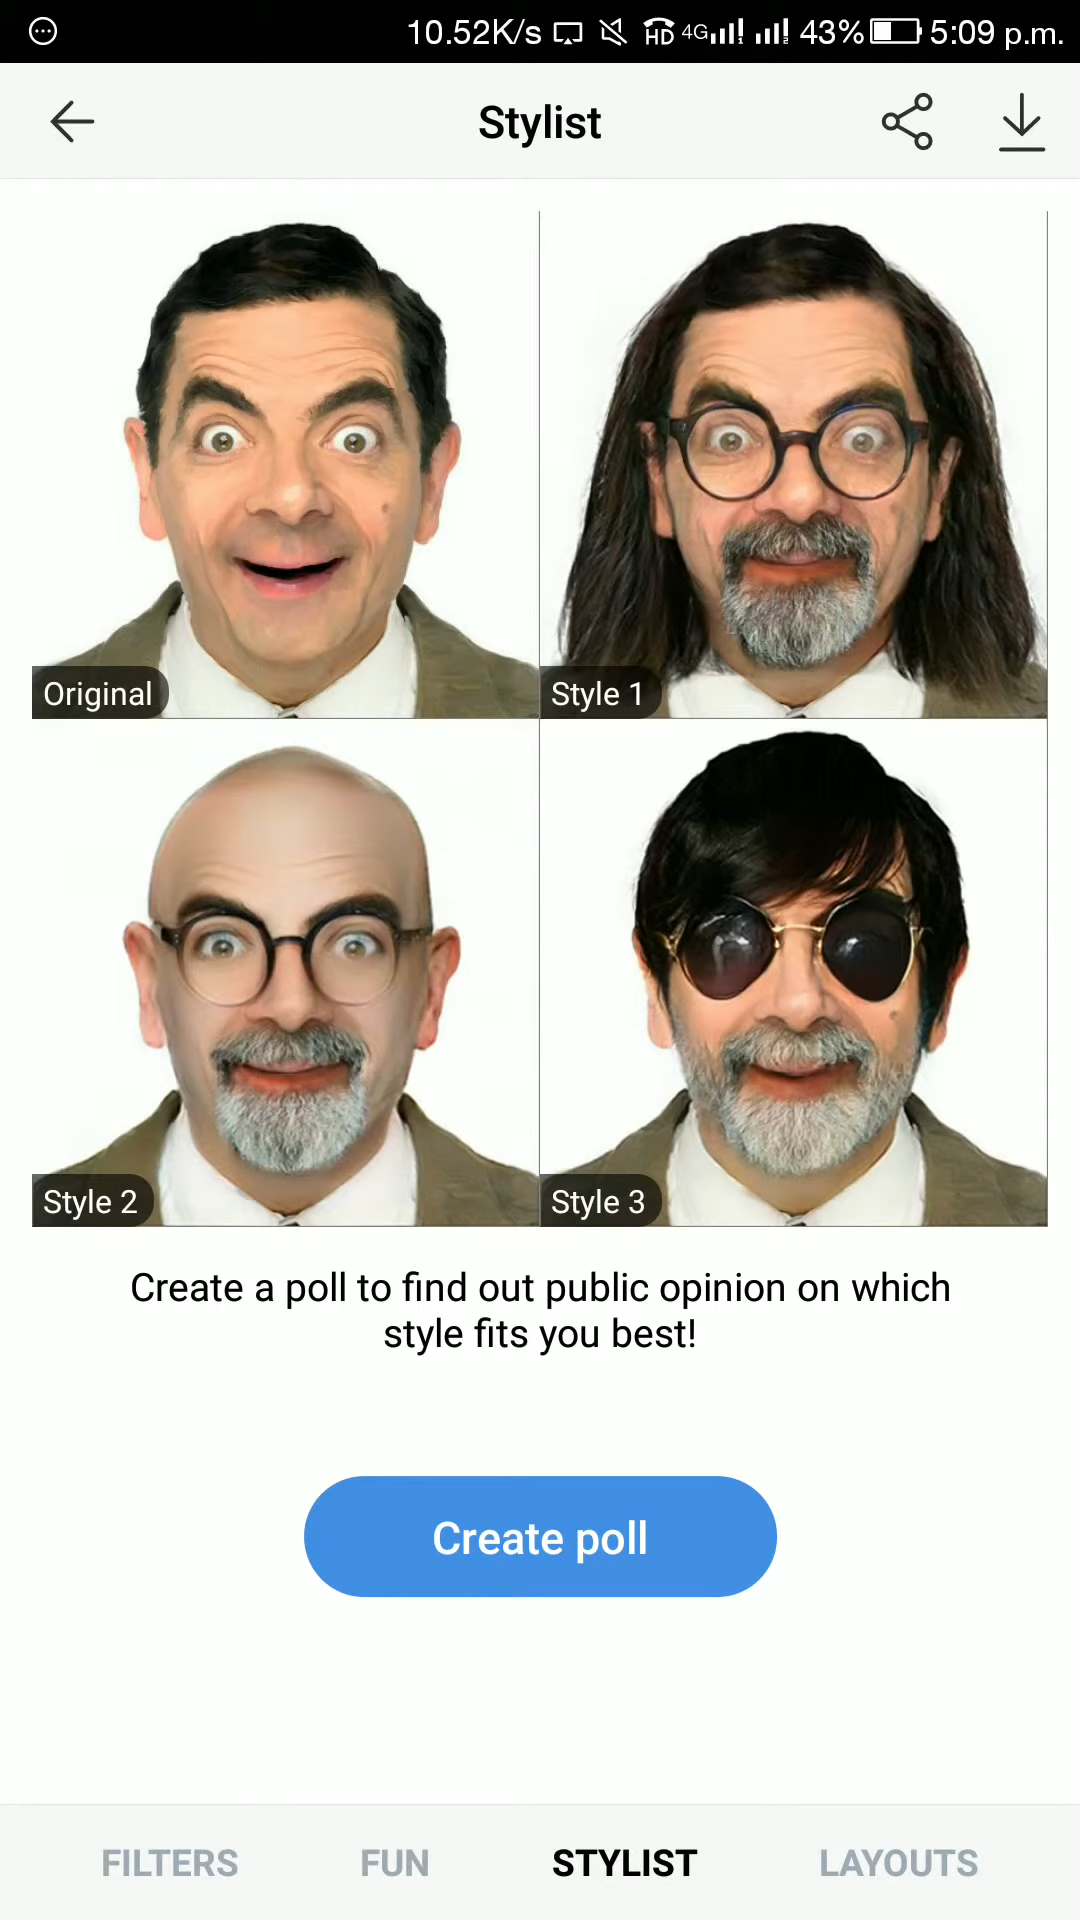 10.52K/s HD 4G 43% 5:09 p.m.
Stylist
Original
Style 1
Style 2
Style 3
Create a poll to find out public opinion on which
style fits you best!
Create poll
FILTERS FUN STYLIST LAYOUTS